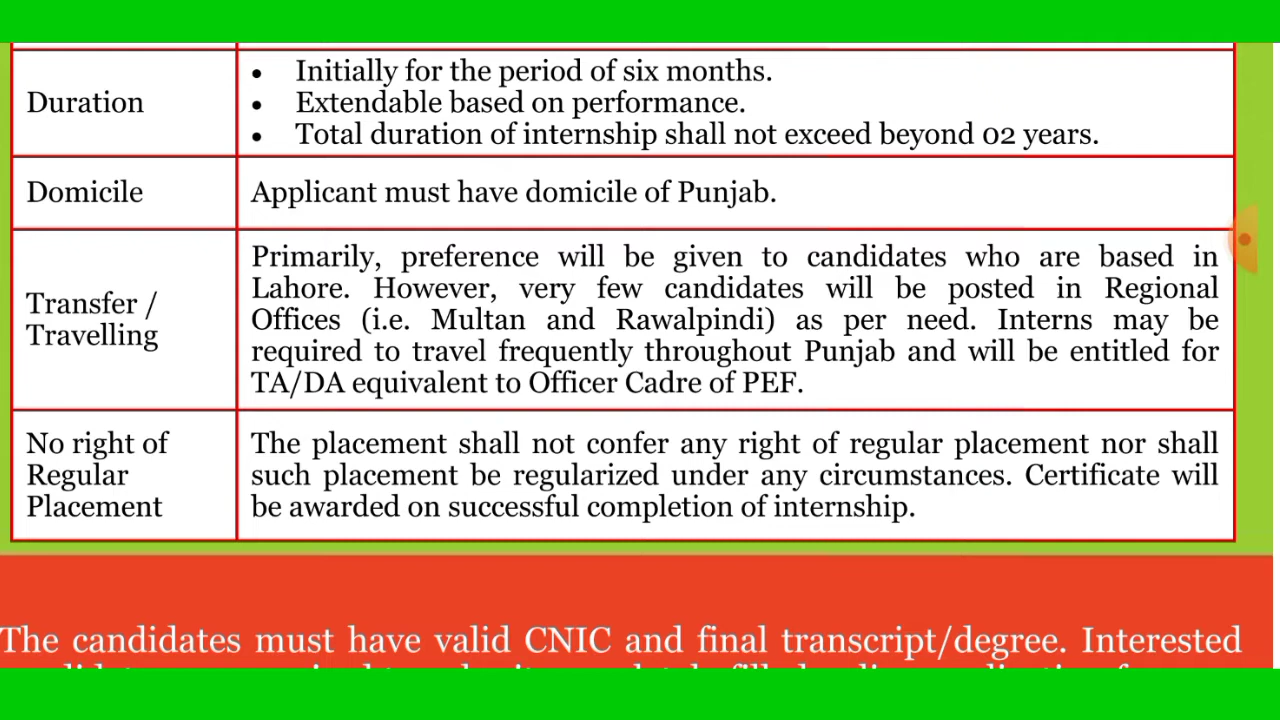 Duration
• Initially for the period of six months.
• Extendable based on performance.
• Total duration of internship shall not exceed beyond 02 years.
Domicile
Applicant must have domicile of Punjab.
Transfer /
Travelling
Primarily, preference will be given to candidates who are based in
Lahore. However, very few candidates will be posted in Regional
Offices (i.e. Multan and Rawalpindi) as per need. Interns may be
required to travel frequently throughout Punjab and will be entitled for
TA/DA equivalent to Officer Cadre of PEF.
No right of
Regular
Placement
The placement shall not confer any right of regular placement nor shall
such placement be regularized under any circumstances. Certificate will
be awarded on successful completion of internship.
The candidates must have valid CNIC and final transcript/degree. Interested